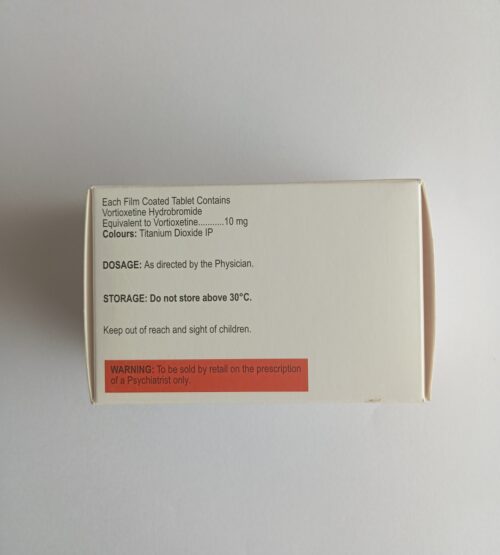 Each Film Coated Tablet Contains
Vortioxetine Hydrobromide
Equivalent to Vortioxetine...........10 mg
Colours: Titanium Dioxide IP
DOSAGE: As directed by the Physician.
STORAGE: Do not store above 30°C.
Keep out of reach and sight of children.
WARNING: To be sold by retail on the prescription
of a Psychiatrist only.